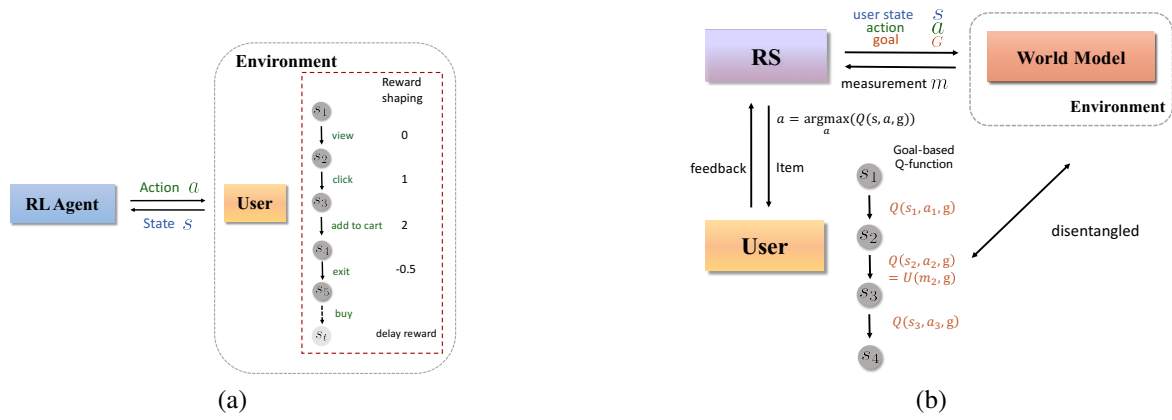 Environment
Reward
shaping
s₁
view
0
s₂
click
1
s₃
add to cart
2
s₄
exit
-0.5
s₅
buy
sₜ
delay reward
RL Agent
Action a
State s
User
(a)
RS
user state s
action a
goal G
measurement m
World Model
Environment
feedback
a = argmax(Q(s, a, g))
a
Item
User
Goal-based
Q-function
s₁
Q(s₁, a₁, g)
s₂
Q(s₂, a₂, g)
= U(m₂, g)
s₃
Q(s₃, a₃, g)
s₄
disentangled
(b)